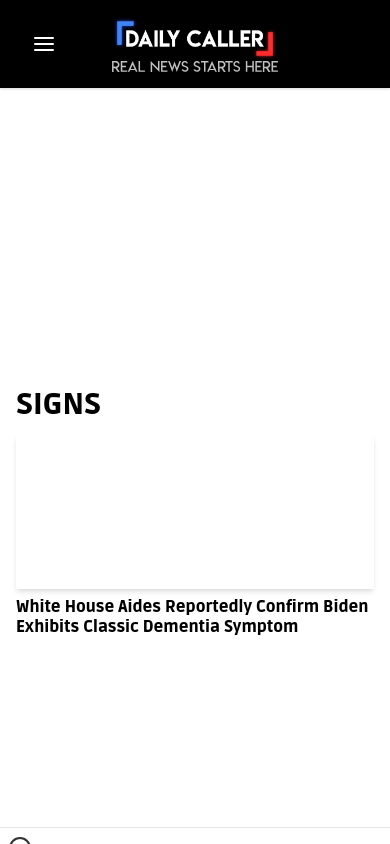 DAILY CALLER
REAL NEWS STARTS HERE
SIGNS
White House Aides Reportedly Confirm Biden
Exhibits Classic Dementia Symptom